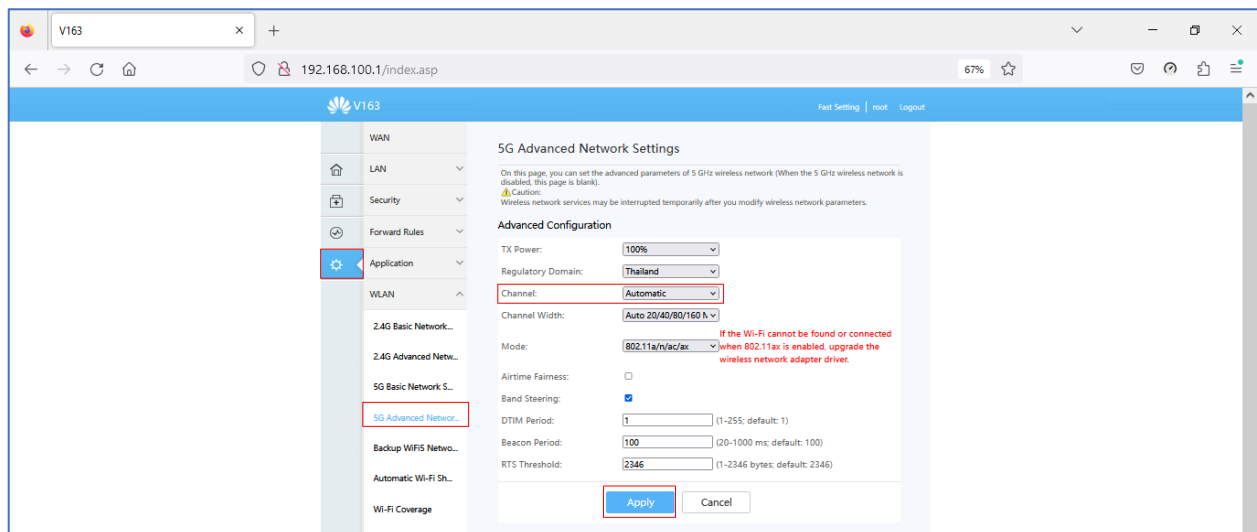 V163
192.168.100.1/index.asp
67%
V163
Fast Setting | root Logout
WAN
LAN
Security
Forward Rules
Application
WLAN
2.4G Basic Network...
2.4G Advanced Netw...
5G Basic Network S...
5G Advanced Networ...
Backup WiFi5 Netwo...
Automatic Wi-Fi Sh...
Wi-Fi Coverage
5G Advanced Network Settings
On this page, you can set the advanced parameters of 5 GHz wireless network (When the 5 GHz wireless network is
disabled, this page is blank).
Caution:
Wireless network services may be interrupted temporarily after you modify wireless network parameters.
Advanced Configuration
TX Power: 100%
Regulatory Domain: Thailand
Channel: Automatic
Channel Width: Auto 20/40/80/160 M
Mode: 802.11a/n/ac/ax
If the Wi-Fi cannot be found or connected
when 802.11ax is enabled, upgrade the
wireless network adapter driver.
Airtime Fairness:
Band Steering:
DTIM Period: 1 (1-255; default: 1)
Beacon Period: 100 (20-1000 ms; default: 100)
RTS Threshold: 2346 (1-2346 bytes; default: 2346)
Apply Cancel